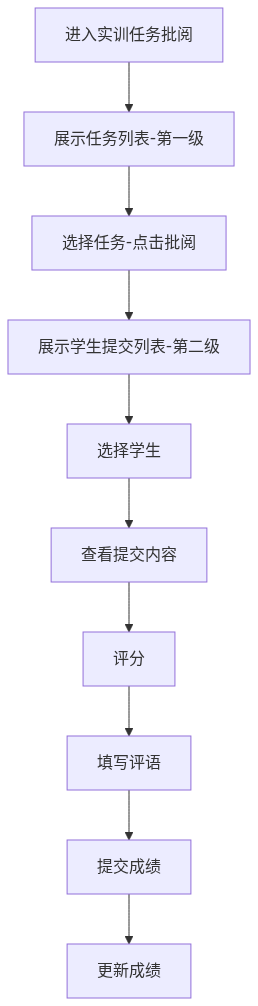 进入实训任务批阅
展示任务列表-第一级
选择任务-点击批阅
展示学生提交列表-第二级
选择学生
查看提交内容
评分
填写评语
提交成绩
更新成绩